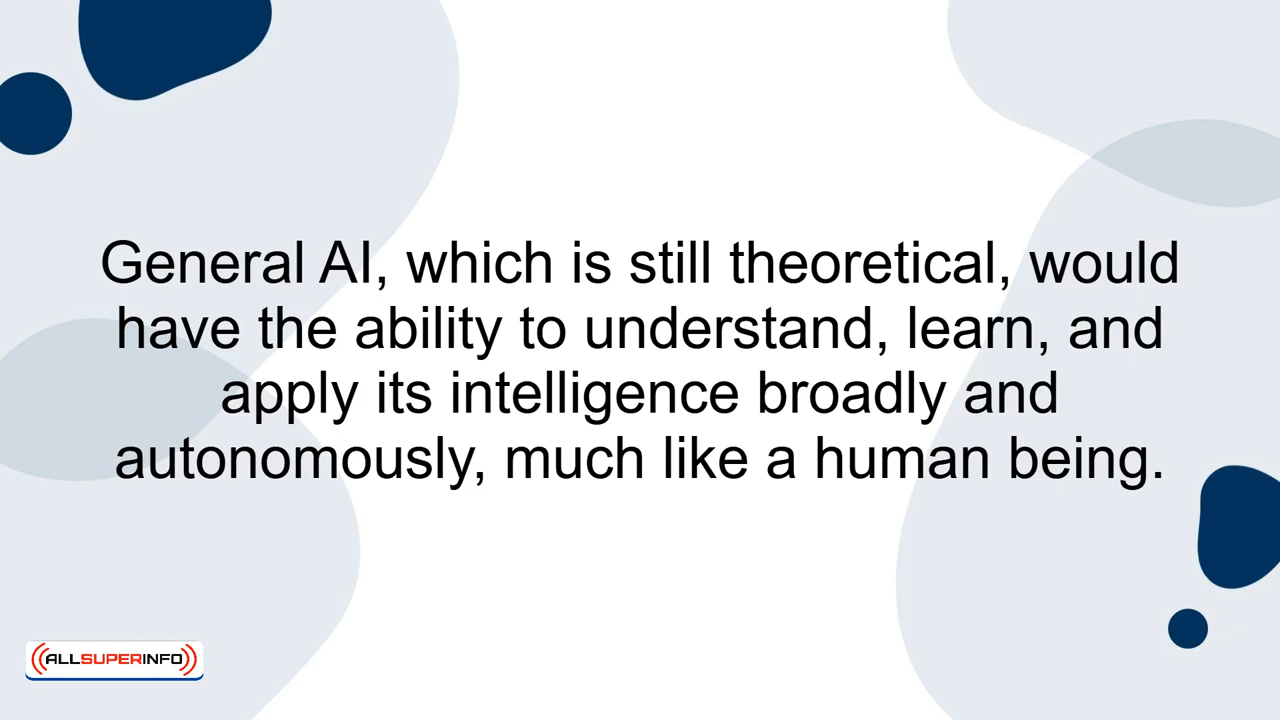 General AI, which is still theoretical, would
have the ability to understand, learn, and
apply its intelligence broadly and
autonomously, much like a human being.
ALLSUPERINFO